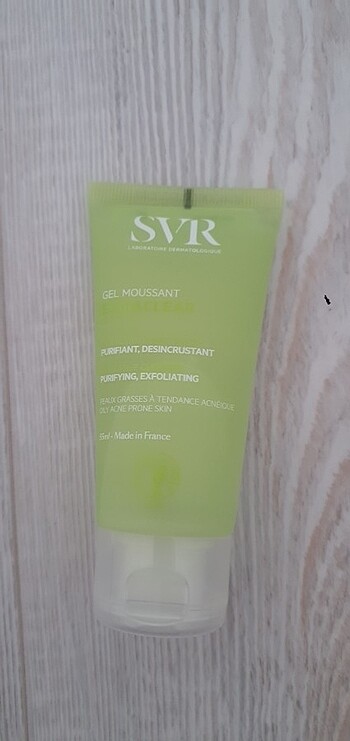 SVR
LABORATOIRE DERMATOLOGIQUE
GEL MOUSSANT
PURIFIANT, DESINCRUSTANT
PURIFYING, EXFOLIATING
PEAUX GRASSES À TENDANCE ACNÉIQUE
OILY ACNE PRONE SKIN
- Made in France